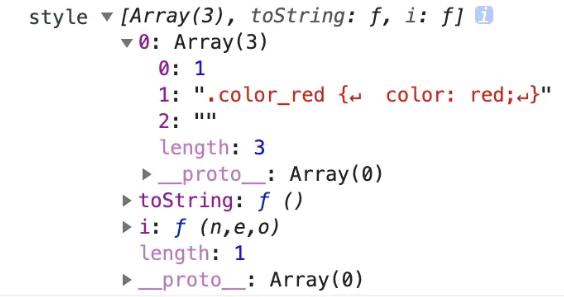 style ▼[Array(3), toString: ƒ, i: ƒ] i
▼0: Array(3)
0: 1
1: ".color_red {↵  color: red;↵}"
2: ""
length: 3
▶__proto__: Array(0)
▶toString: ƒ ()
▶i: ƒ (n,e,o)
length: 1
▶__proto__: Array(0)